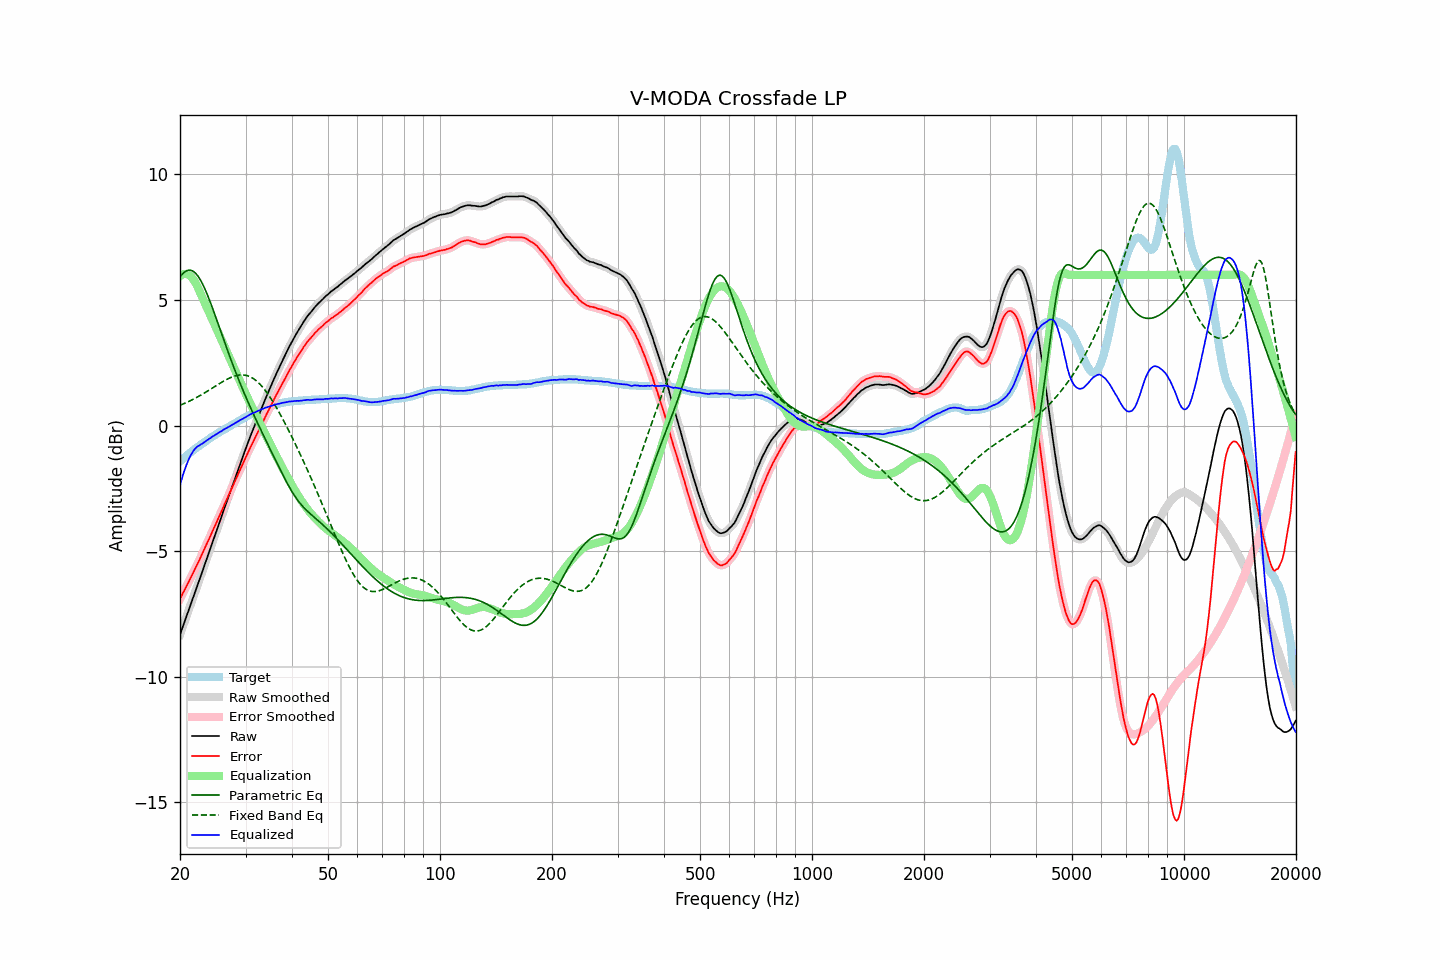 V-MODA Crossfade LP
Amplitude (dBr)
10
5
0
−5
−10
−15
Target
Raw Smoothed
Error Smoothed
Raw
Error
Equalization
Parametric Eq
Fixed Band Eq
Equalized
20 50 100 200 500 1000 2000 5000 10000 20000
Frequency (Hz)